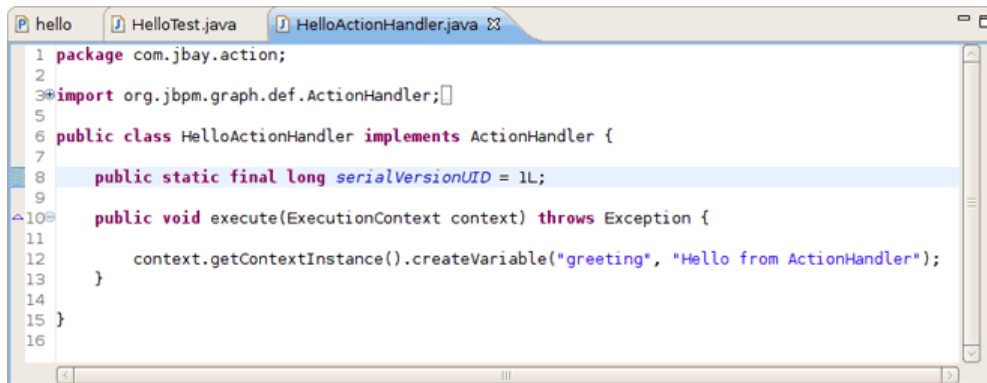 hello HelloTest.java HelloActionHandler.java
1 package com.jbay.action;
2
3 import org.jbpm.graph.def.ActionHandler;
5
6 public class HelloActionHandler implements ActionHandler {
7
8 public static final long serialVersionUID = 1L;
9
10 public void execute(ExecutionContext context) throws Exception {
11
12 context.getContextInstance().createVariable("greeting", "Hello from ActionHandler");
13 }
14
15 }
16